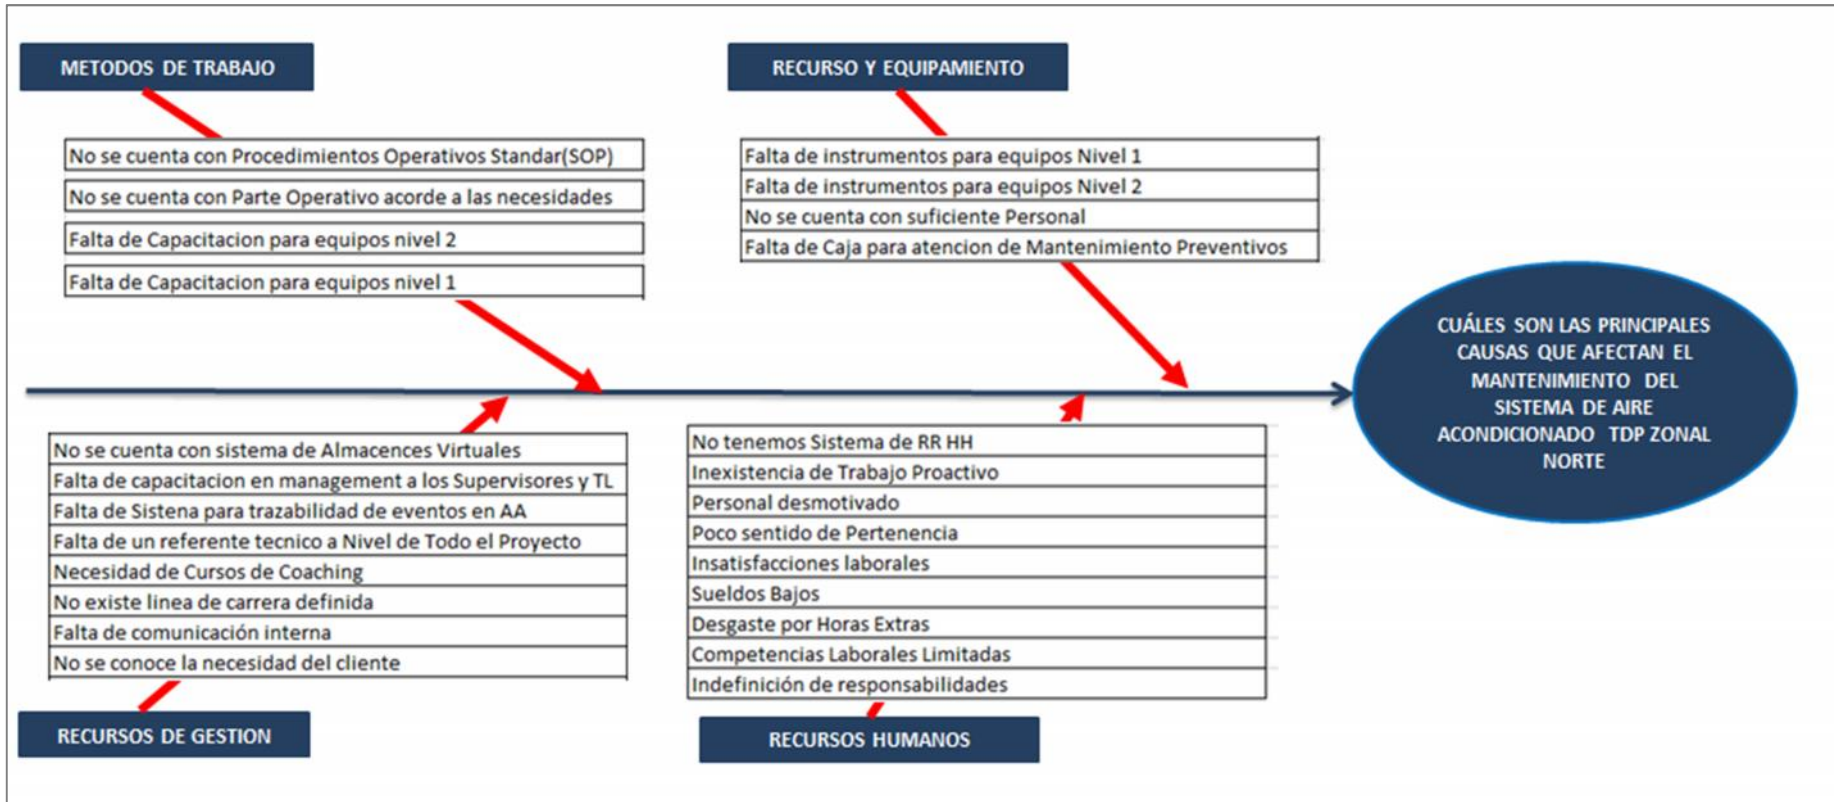 METODOS DE TRABAJO
No se cuenta con Procedimientos Operativos Standar(SOP)
No se cuenta con Parte Operativo acorde a las necesidades
Falta de Capacitacion para equipos nivel 2
Falta de Capacitacion para equipos nivel 1
RECURSO Y EQUIPAMIENTO
Falta de instrumentos para equipos Nivel 1
Falta de instrumentos para equipos Nivel 2
No se cuenta con suficiente Personal
Falta de Caja para atencion de Mantenimiento Preventivos
CUÁLES SON LAS PRINCIPALES
CAUSAS QUE AFECTAN EL
MANTENIMIENTO DEL
SISTEMA DE AIRE
ACONDICIONADO TDP ZONAL
NORTE
No se cuenta con sistema de Almacences Virtuales
Falta de capacitacion en management a los Supervisores y TL
Falta de Sistena para trazabilidad de eventos en AA
Falta de un referente tecnico a Nivel de Todo el Proyecto
Necesidad de Cursos de Coaching
No existe linea de carrera definida
Falta de comunicación interna
No se conoce la necesidad del cliente
RECURSOS DE GESTION
No tenemos Sistema de RR HH
Inexistencia de Trabajo Proactivo
Personal desmotivado
Poco sentido de Pertenencia
Insatisfacciones laborales
Sueldos Bajos
Desgaste por Horas Extras
Competencias Laborales Limitadas
Indefinición de responsabilidades
RECURSOS HUMANOS